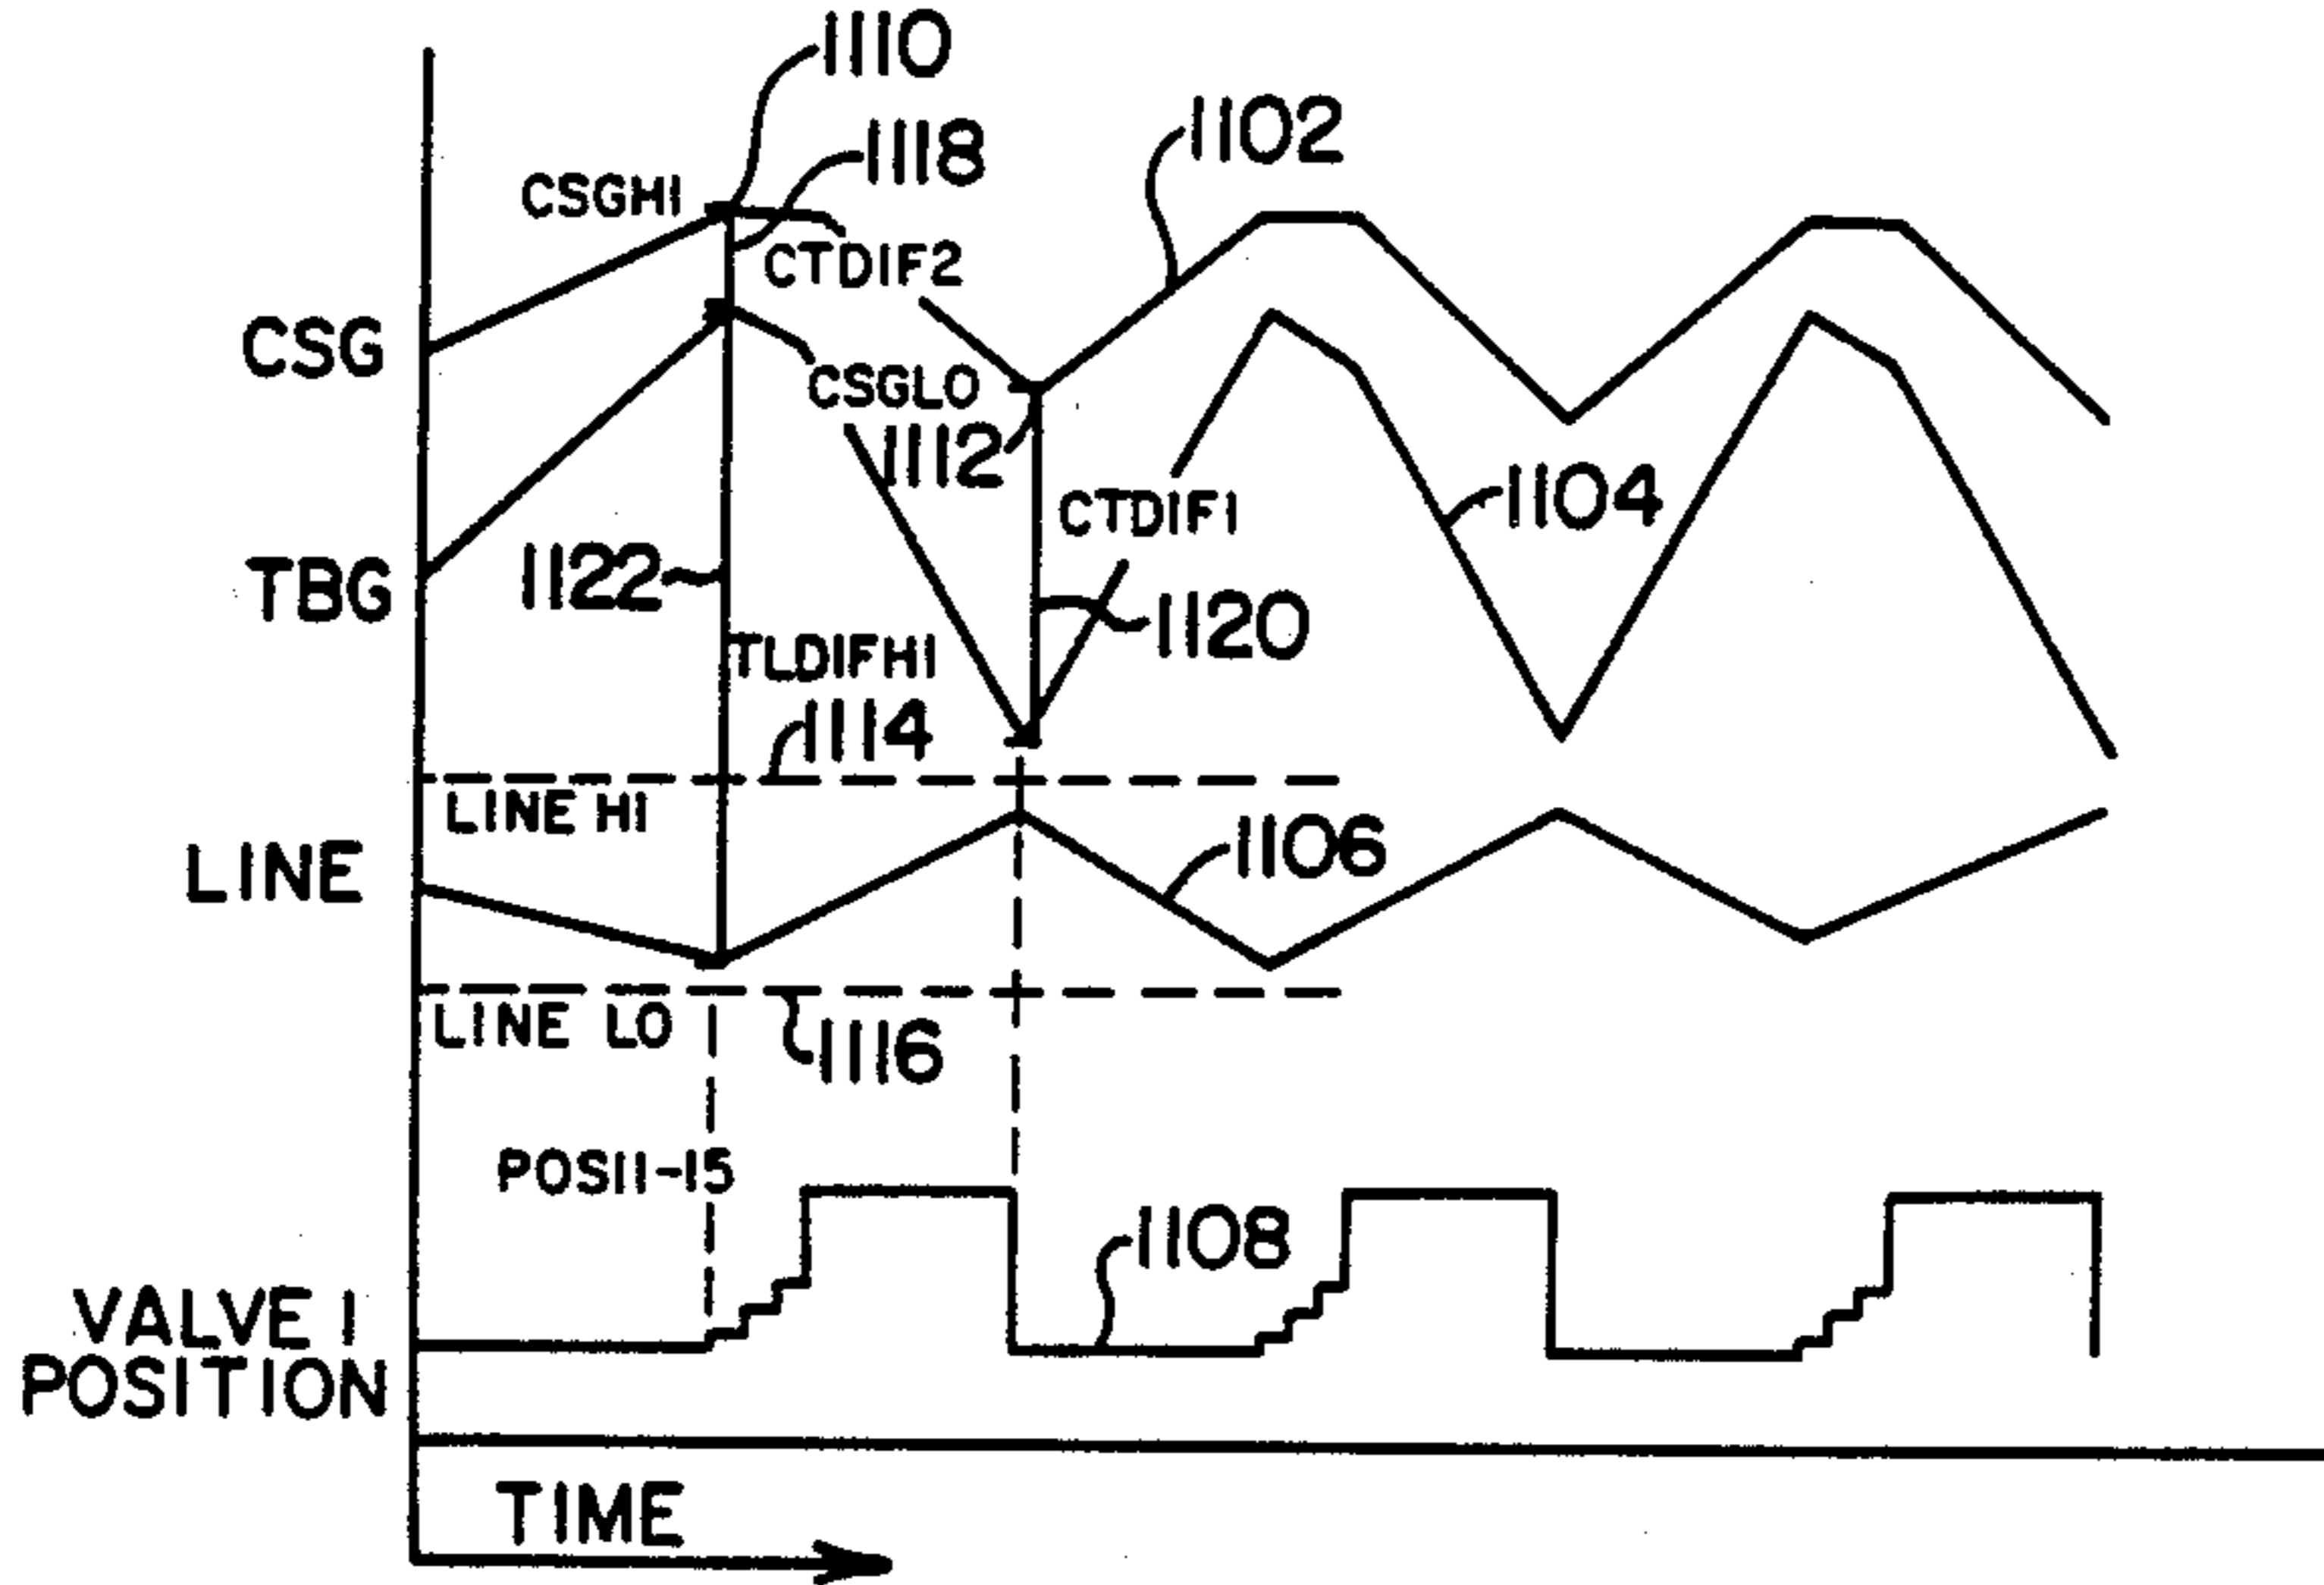 1110
1118
1102
CSGHI
CTDIF2
CSG
CSGLO
1112
CTDIF1
1104
TBG
1122
1120
TLDIFHI
1114
LINE HI
LINE
1106
LINE LO
1116
POS11-15
1108
VALVE 1
POSITION
TIME